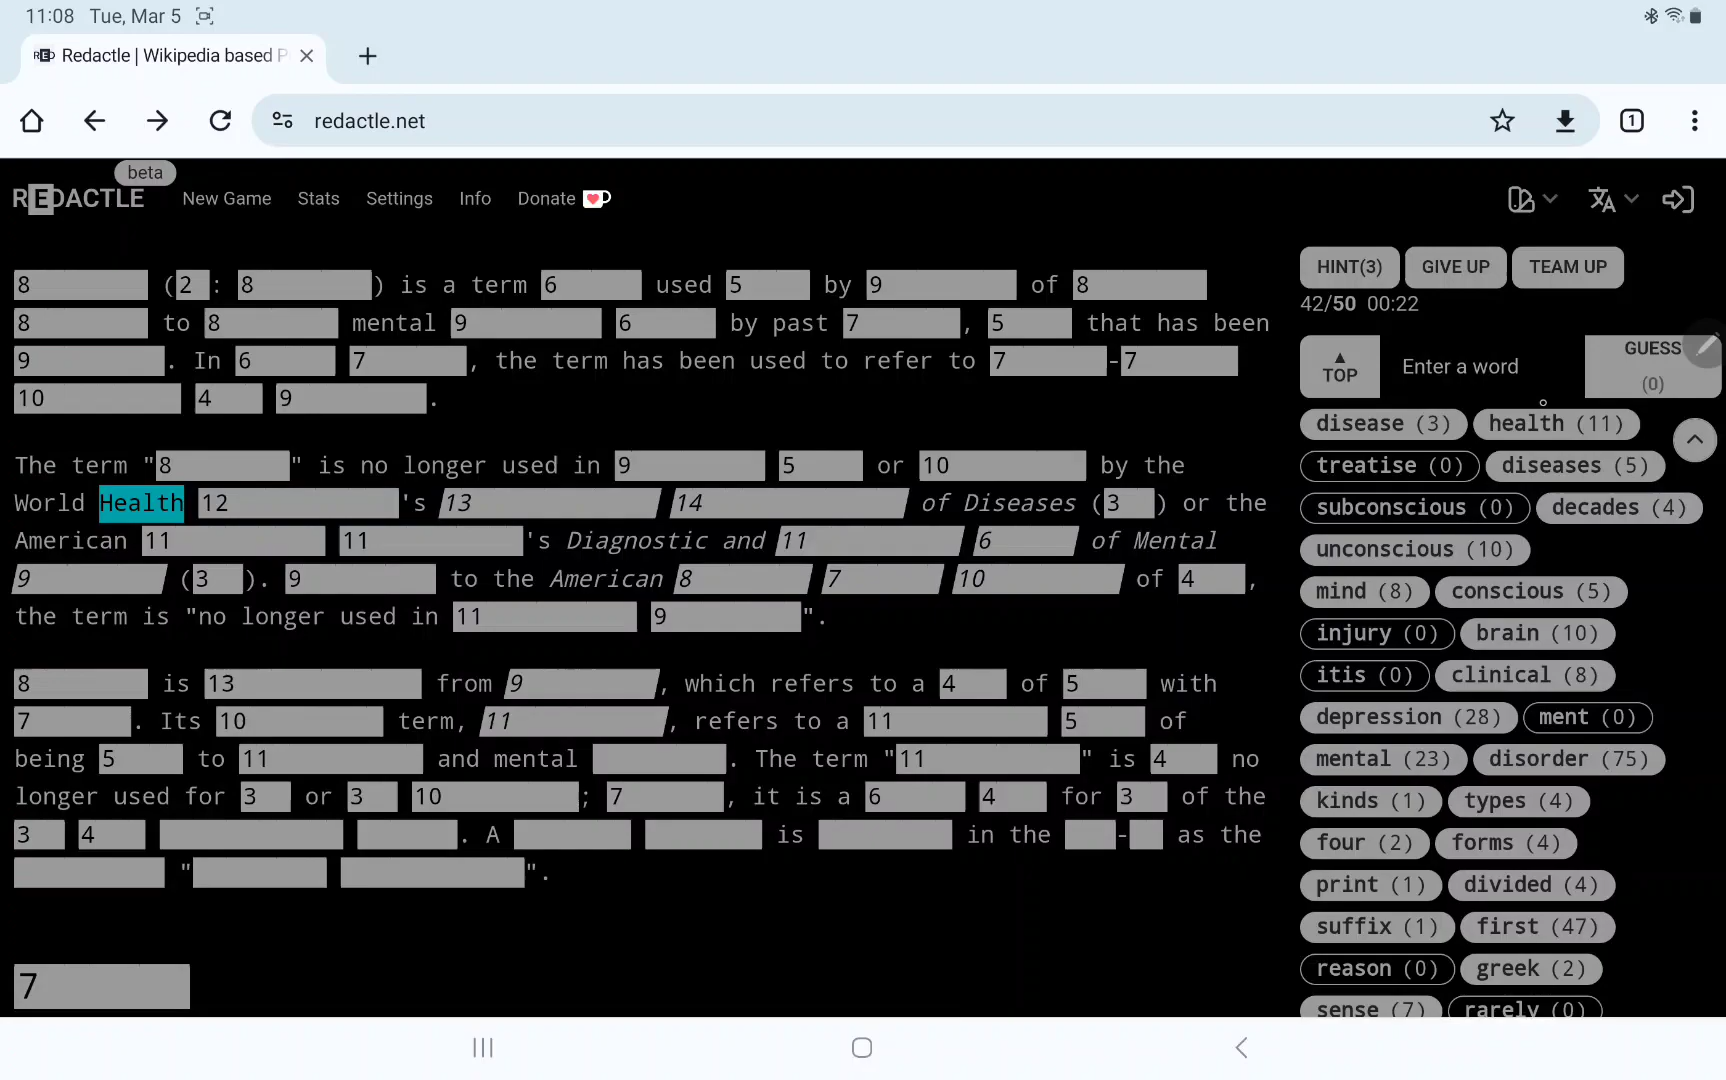 11:08 Tue, Mar 5
Redactle | Wikipedia based P
redactle.net
1
beta
REDACTLE New Game Stats Settings Info Donate
8 (2: 8) is a term 6 used 5 by 9 of 8
8 to 8 mental 9 6 by past 7, 5 that has been
9. In 6 7, the term has been used to refer to 7-7
10 4 9.
The term "8" is no longer used in 9 5 or 10 by the
World Health 12's 13 14 of Diseases (3) or the
American 11 11's Diagnostic and 11 6 of Mental
9 (3). 9 to the American 8 7 10 of 4,
the term is "no longer used in 11 9".
8 is 13 from 9, which refers to a 4 of 5 with
7. Its 10 term, 11, refers to a 11 5 of
being 5 to 11 and mental . The term "11" is 4 no
longer used for 3 or 3 10; 7, it is a 6 4 for 3 of the
3 4 . A is in the - as the
" ".
7
HINT(3) GIVE UP TEAM UP
42/50 00:22
▲
TOP
Enter a word
GUESS
(0)
disease (3) health (11)
treatise (0) diseases (5)
subconscious (0) decades (4)
unconscious (10)
mind (8) conscious (5)
injury (0) brain (10)
itis (0) clinical (8)
depression (28) ment (0)
mental (23) disorder (75)
kinds (1) types (4)
four (2) forms (4)
print (1) divided (4)
suffix (1) first (47)
reason (0) greek (2)
sense (7) rarely (0)